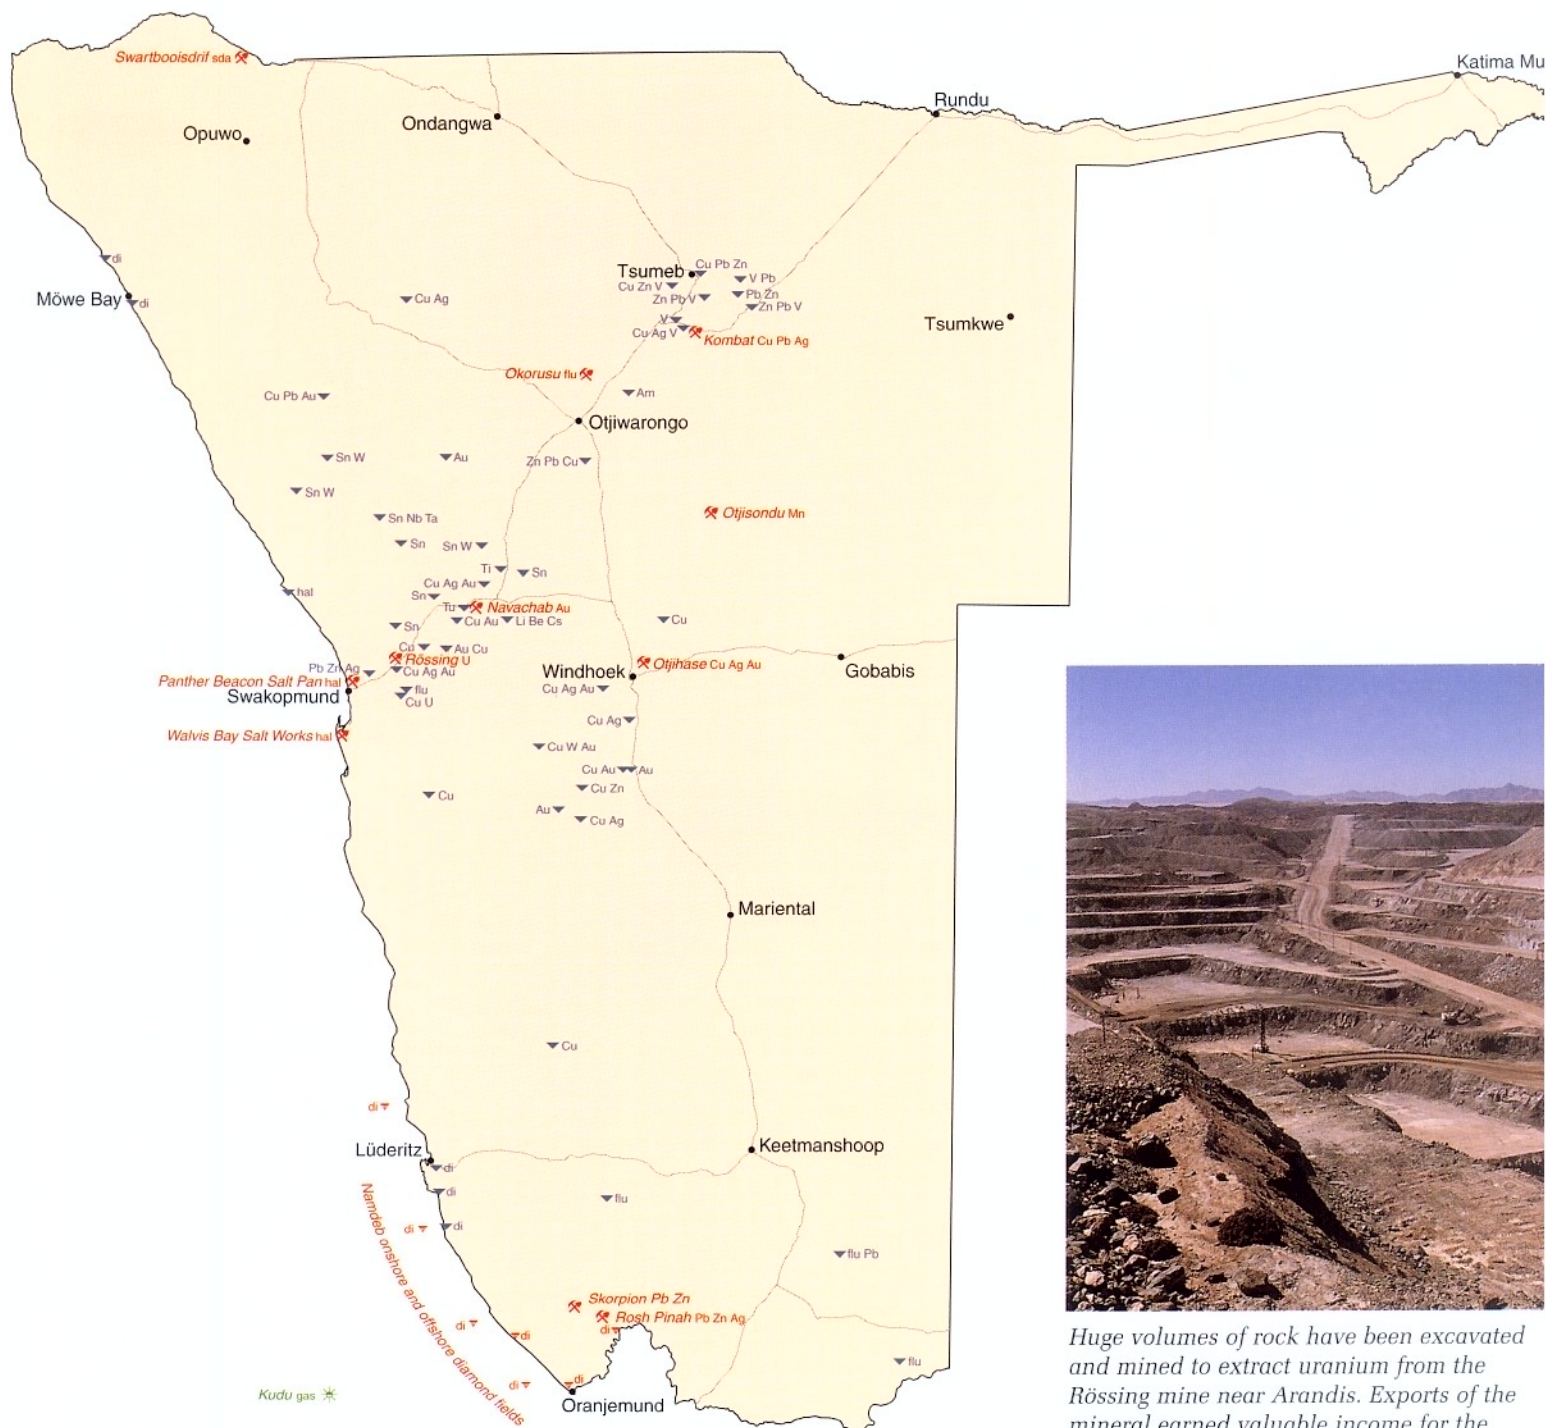 Katima Mu
Swartbooisdrif sda
Rundu
Ondangwa
Opuwo
di
Möwe Bay
di
Cu Ag
Tsumeb
Cu Pb Zn
V Pb
Cu Zn V
Zn Pb V
Pb Zn
Zn Pb V
V
Cu Ag V
Kombat Cu Pb Ag
Tsumkwe
Okorusu flu
Am
Cu Pb Au
Otjiwarongo
Sn W
Au
Zn Pb Cu
Sn W
Otjisondu Mn
Sn Nb Ta
Sn
Sn W
Ti
Sn
Cu Ag Au
hal
Sn
Tu
Navachab Au
Cu Au
Li Be Cs
Cu
Sn
Cu
Au Cu
Rössing U
Pb Zn Ag
Cu Ag Au
Windhoek
Otjihase Cu Ag Au
Gobabis
Panther Beacon Salt Pan hal
Swakopmund
flu
Cu U
Cu Ag Au
Cu Ag
Walvis Bay Salt Works hal
Cu W Au
Cu Au
Au
Cu Zn
Cu
Au
Cu Ag
Mariental
Cu
di
Lüderitz
di
Keetmanshoop
di
flu
di
di
Namdeb onshore and offshore diamond fields
flu Pb
Skorpion Pb Zn
Rosh Pinah Pb Zn Ag
di
di
di
flu
di
di
Kudu gas
Oranjemund
Huge volumes of rock have been excavated
and mined to extract uranium from the
Rössing mine near Arandis. Exports of the
mineral earned valuable income for the